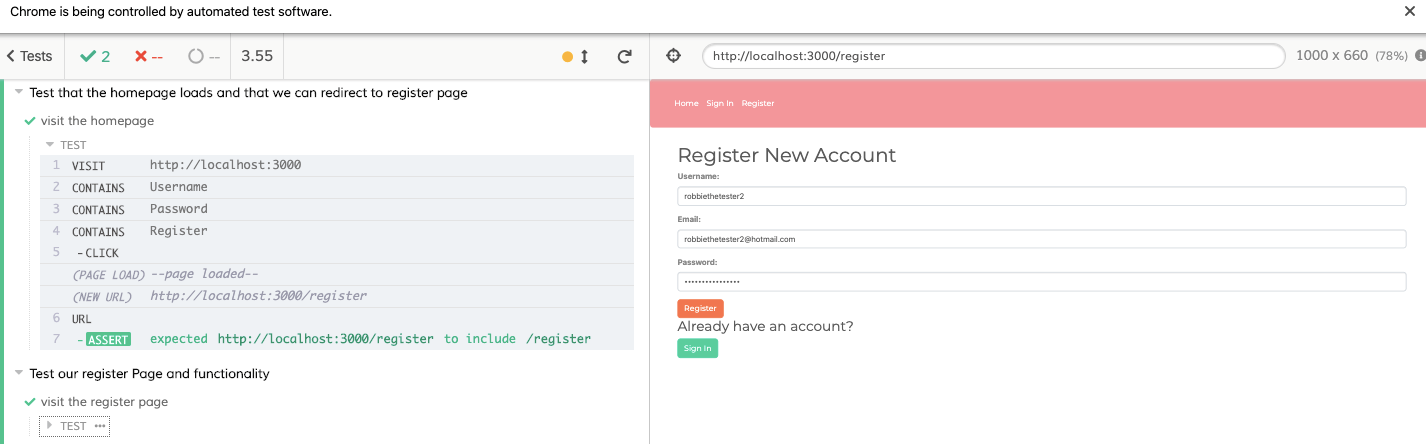 Chrome is being controlled by automated test software.
Tests 2 -- -- 3.55
http://localhost:3000/register 1000 x 660 (78%)
Test that the homepage loads and that we can redirect to register page
visit the homepage
TEST
1 VISIT http://localhost:3000
2 CONTAINS Username
3 CONTAINS Password
4 CONTAINS Register
5 -CLICK
(PAGE LOAD) --page loaded--
(NEW URL) http://localhost:3000/register
6 URL
7 -ASSERT expected http://localhost:3000/register to include /register
Test our register Page and functionality
visit the register page
TEST •••
Home Sign In Register
Register New Account
Username:
robbiethetester2
Email:
robbiethetester2@hotmail.com
Password:
••••••••••••••••
Register
Already have an account?
Sign In